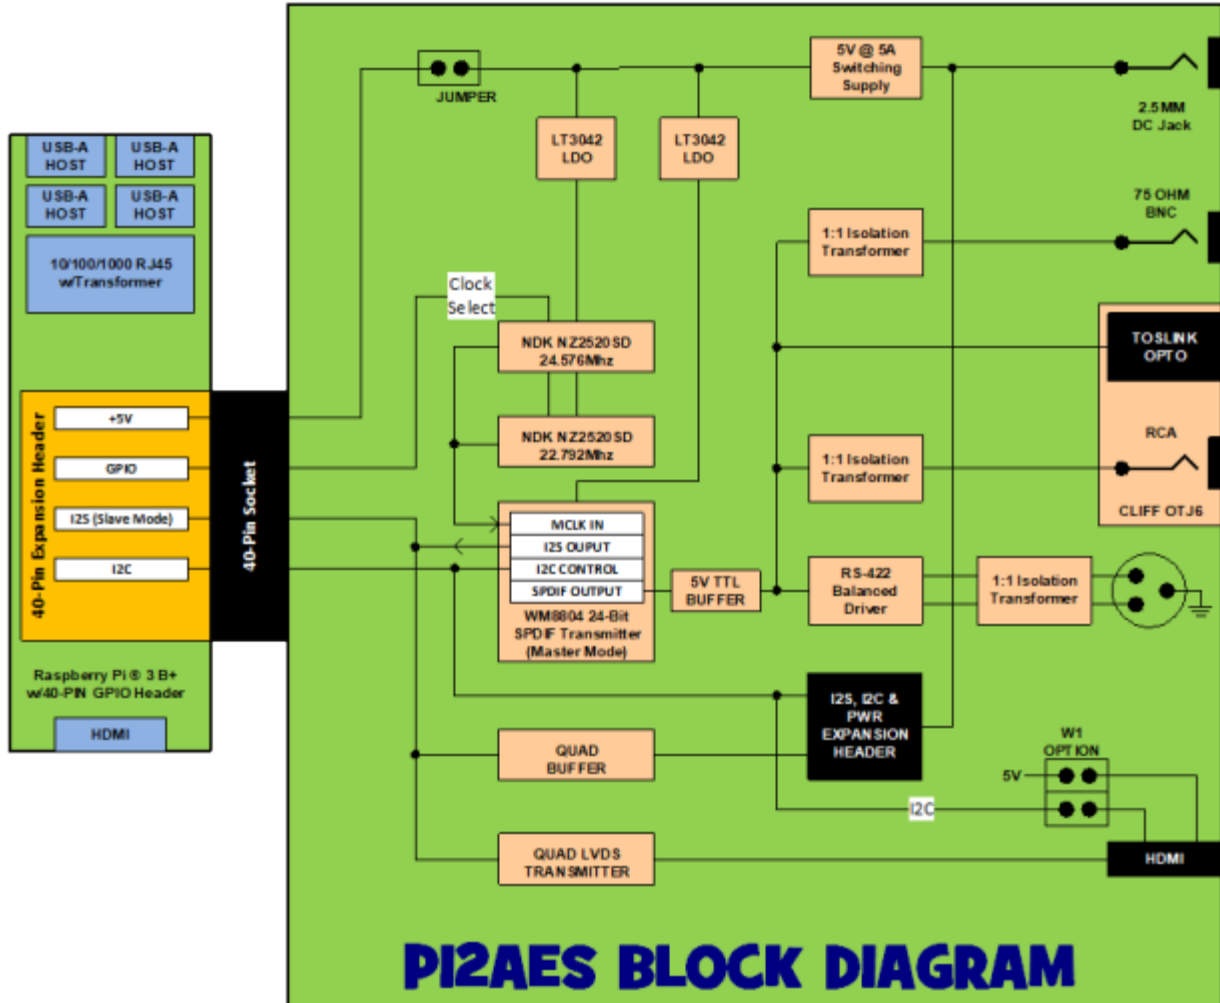 USB-A
HOST
USB-A
HOST
USB-A
HOST
USB-A
HOST
10/100/1000 RJ45
w/Transformer
40-Pin Expansion Header
+5V
GPIO
I2S (Slave Mode)
I2C
Raspberry Pi ® 3 B+
w/40-PIN GPIO Header
HDMI
40-Pin Socket
JUMPER
5V @ 5A
Switching
Supply
2.5MM
DC Jack
LT3042
LDO
LT3042
LDO
75 OHM
BNC
1:1 Isolation
Transformer
Clock
Select
NDK NZ2520SD
24.576Mhz
TOSLINK
OPTO
NDK NZ2520SD
22.792Mhz
1:1 Isolation
Transformer
RCA
CLIFF OTJ6
MCLK IN
I2S OUPUT
I2C CONTROL
SPDIF OUTPUT
WM8804 24-Bit
SPDIF Transmitter
(Master Mode)
5V TTL
BUFFER
RS-422
Balanced
Driver
1:1 Isolation
Transformer
I2S, I2C &
PWR
EXPANSION
HEADER
QUAD
BUFFER
W1
OPTION
5V
I2C
QUAD LVDS
TRANSMITTER
HDMI
PI2AES BLOCK DIAGRAM